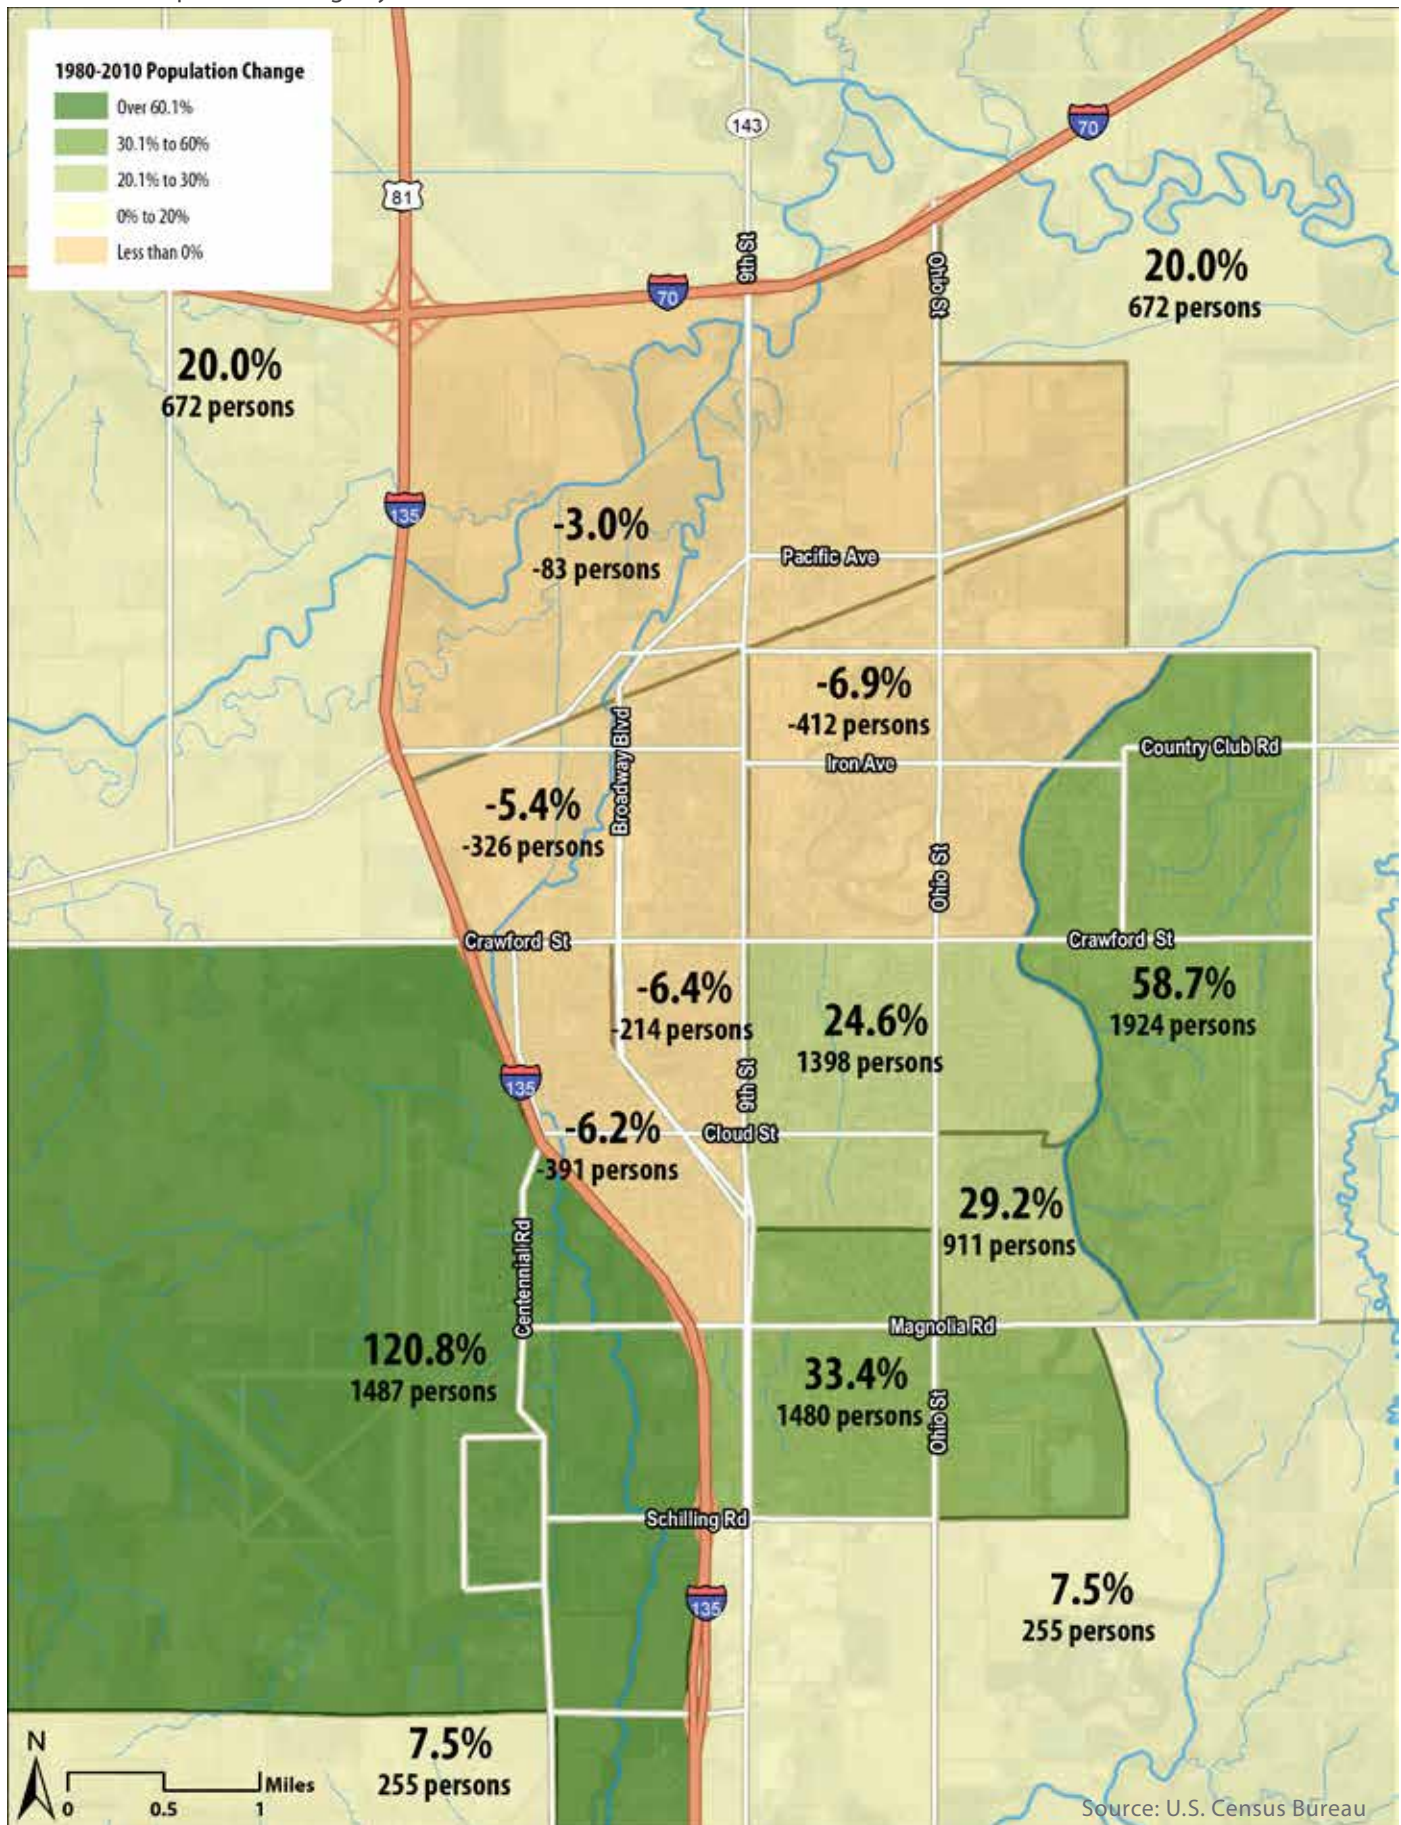 1980-2010 Population Change
Over 60.1%
30.1% to 60%
20.1% to 30%
0% to 20%
Less than 0%
143
70
81
9th St
Ohio St
70
20.0%
672 persons
20.0%
672 persons
135
-3.0%
-83 persons
Pacific Ave
-6.9%
-412 persons
Broadway Blvd
Country Club Rd
Iron Ave
-5.4%
-326 persons
Ohio St
Crawford St
Crawford St
-6.4%
-214 persons
24.6%
1398 persons
58.7%
1924 persons
135
9th St
-6.2%
-391 persons
Cloud St
29.2%
911 persons
Centennial Rd
Magnolia Rd
120.8%
1487 persons
33.4%
1480 persons
Ohio St
Schilling Rd
135
7.5%
255 persons
7.5%
255 persons
N
Miles
0 0.5 1
Source: U.S. Census Bureau